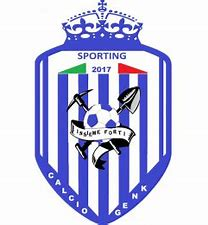 SPORTING
2017
INSIEME FORTI
CALCIO GENK